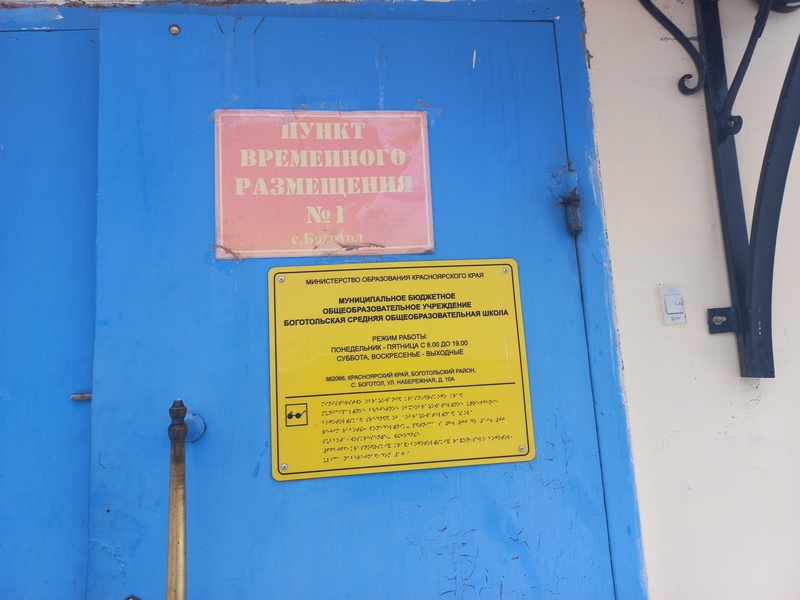 ПУНКТ
ВРЕМЕННОГО
РАЗМЕЩЕНИЯ
№1
с.Боготол
МИНИСТЕРСТВО ОБРАЗОВАНИЯ КРАСНОЯРСКОГО КРАЯ
МУНИЦИПАЛЬНОЕ БЮДЖЕТНОЕ
ОБЩЕОБРАЗОВАТЕЛЬНОЕ УЧРЕЖДЕНИЕ
БОГОТОЛЬСКАЯ СРЕДНЯЯ ОБЩЕОБРАЗОВАТЕЛЬНАЯ ШКОЛА
РЕЖИМ РАБОТЫ:
ПОНЕДЕЛЬНИК - ПЯТНИЦА С 8.00 ДО 19.00
СУББОТА, ВОСКРЕСЕНЬЕ - ВЫХОДНЫЕ
662066, КРАСНОЯРСКИЙ КРАЙ, БОГОТОЛЬСКИЙ РАЙОН,
С. БОГОТОЛ, УЛ. НАБЕРЕЖНАЯ, Д. 10А